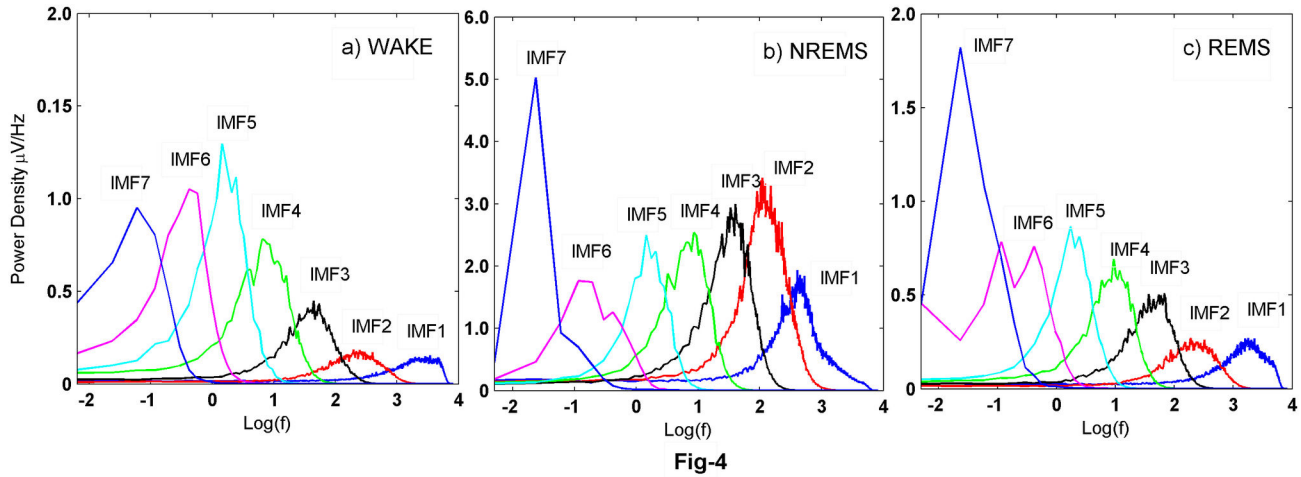 a) WAKE
Power Density µV/Hz
2.0
0.15
1.0
0.5
0
IMF7
IMF6
IMF5
IMF4
IMF3
IMF2
IMF1
-2 -1 0 1 2 3 4
Log(f)
b) NREMS
6.0
5.0
4.0
3.0
2.0
1.0
0
IMF7
IMF6
IMF5
IMF4
IMF3
IMF2
IMF1
-2 -1 0 1 2 3 4
Log(f)
c) REMS
2.0
1.5
1.0
0.5
0
IMF7
IMF6
IMF5
IMF4
IMF3
IMF2
IMF1
-2 -1 0 1 2 3 4
Log(f)
Fig-4